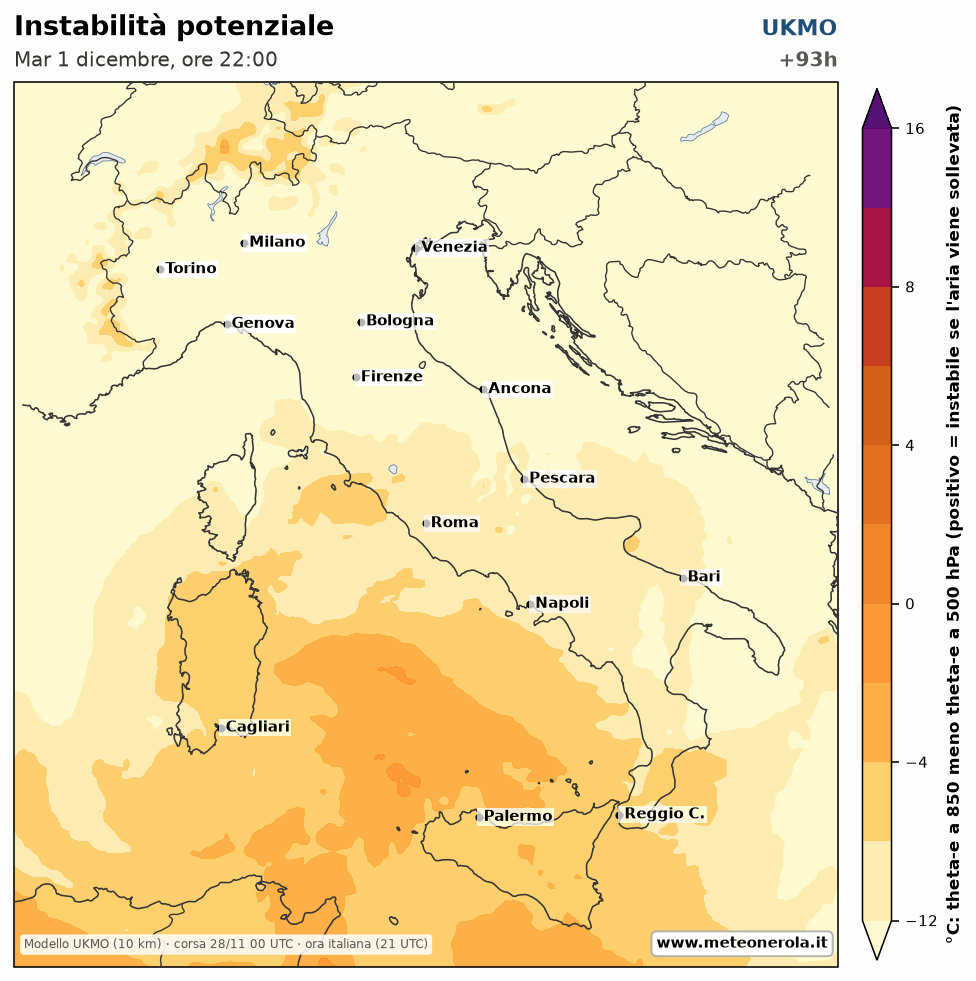 Instabilità potenziale
UKMO
Mar 1 dicembre, ore 22:00
+93h
16
8
4
0
−4
−12
°C: theta-e a 850 meno theta-e a 500 hPa (positivo = instabile se l'aria viene sollevata)
Milano
Venezia
Torino
Genova
Bologna
Firenze
Ancona
Pescara
Roma
Bari
Napoli
Cagliari
Palermo
Reggio C.
Modello UKMO (10 km) · corsa 28/11 00 UTC · ora italiana (21 UTC)
www.meteonerola.it